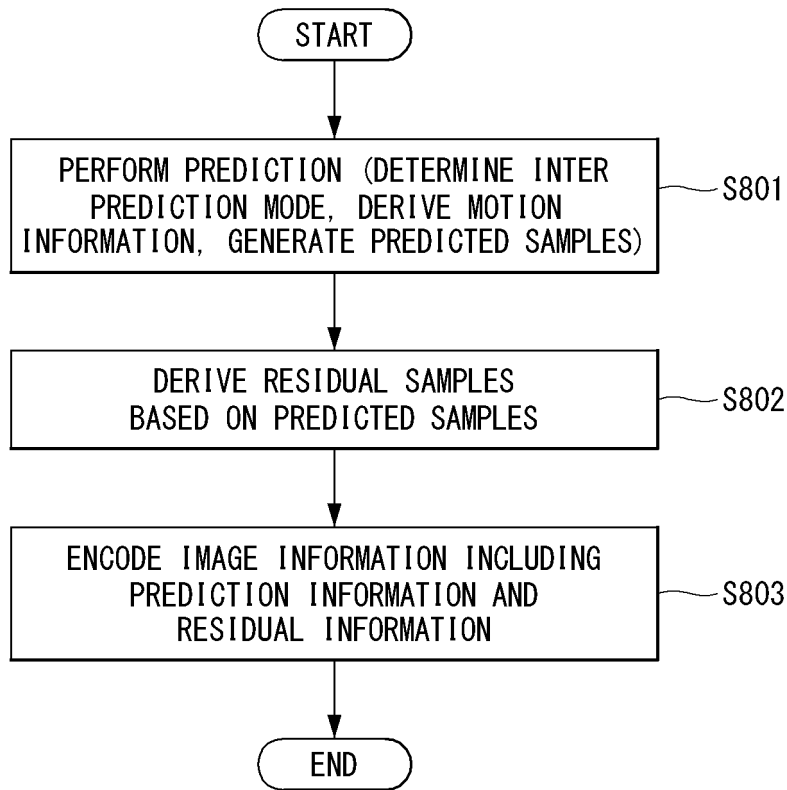 START
PERFORM PREDICTION (DETERMINE INTER
PREDICTION MODE, DERIVE MOTION
INFORMATION, GENERATE PREDICTED SAMPLES)
S801
DERIVE RESIDUAL SAMPLES
BASED ON PREDICTED SAMPLES
S802
ENCODE IMAGE INFORMATION INCLUDING
PREDICTION INFORMATION AND
RESIDUAL INFORMATION
S803
END